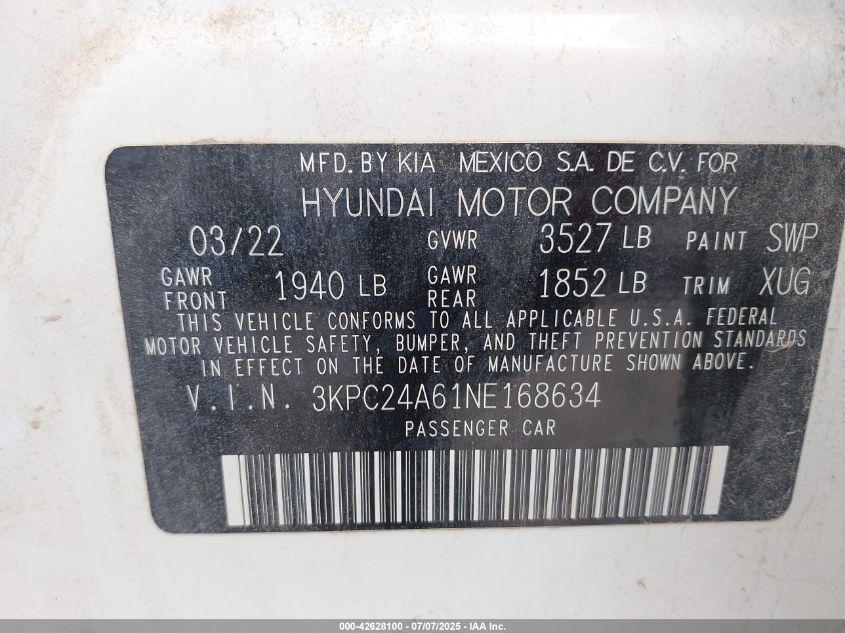 MFD. BY KIA MEXICO S.A. DE C.V. FOR
HYUNDAI MOTOR COMPANY
03/22 GVWR 3527 LB PAINT SWP
GAWR FRONT 1940 LB GAWR REAR 1852 LB TRIM XUG
THIS VEHICLE CONFORMS TO ALL APPLICABLE U.S.A. FEDERAL
MOTOR VEHICLE SAFETY, BUMPER, AND THEFT PREVENTION STANDARDS
IN EFFECT ON THE DATE OF MANUFACTURE SHOWN ABOVE.
V.I.N. 3KPC24A61NE168634
PASSENGER CAR
000-42628100 - 07/07/2025 - IAA Inc.